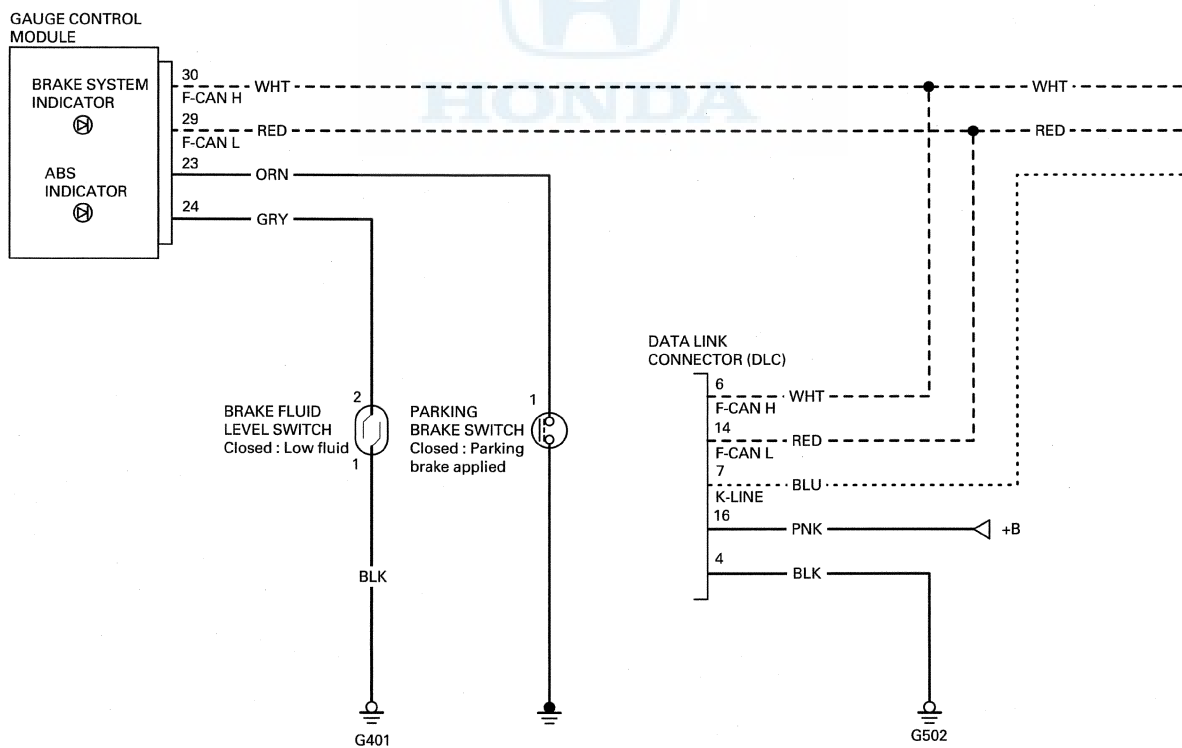 GAUGE CONTROL
MODULE
BRAKE SYSTEM
INDICATOR
ABS
INDICATOR
30
WHT
WHT
F-CAN H
29
RED
RED
F-CAN L
23
ORN
24
GRY
HONDA
DATA LINK
CONNECTOR (DLC)
6
WHT
F-CAN H
14
RED
F-CAN L
7
BLU
K-LINE
16
PNK
+B
4
BLK
BRAKE FLUID
LEVEL SWITCH
Closed : Low fluid
2
1
PARKING
BRAKE SWITCH
Closed : Parking
brake applied
1
BLK
G401
G502